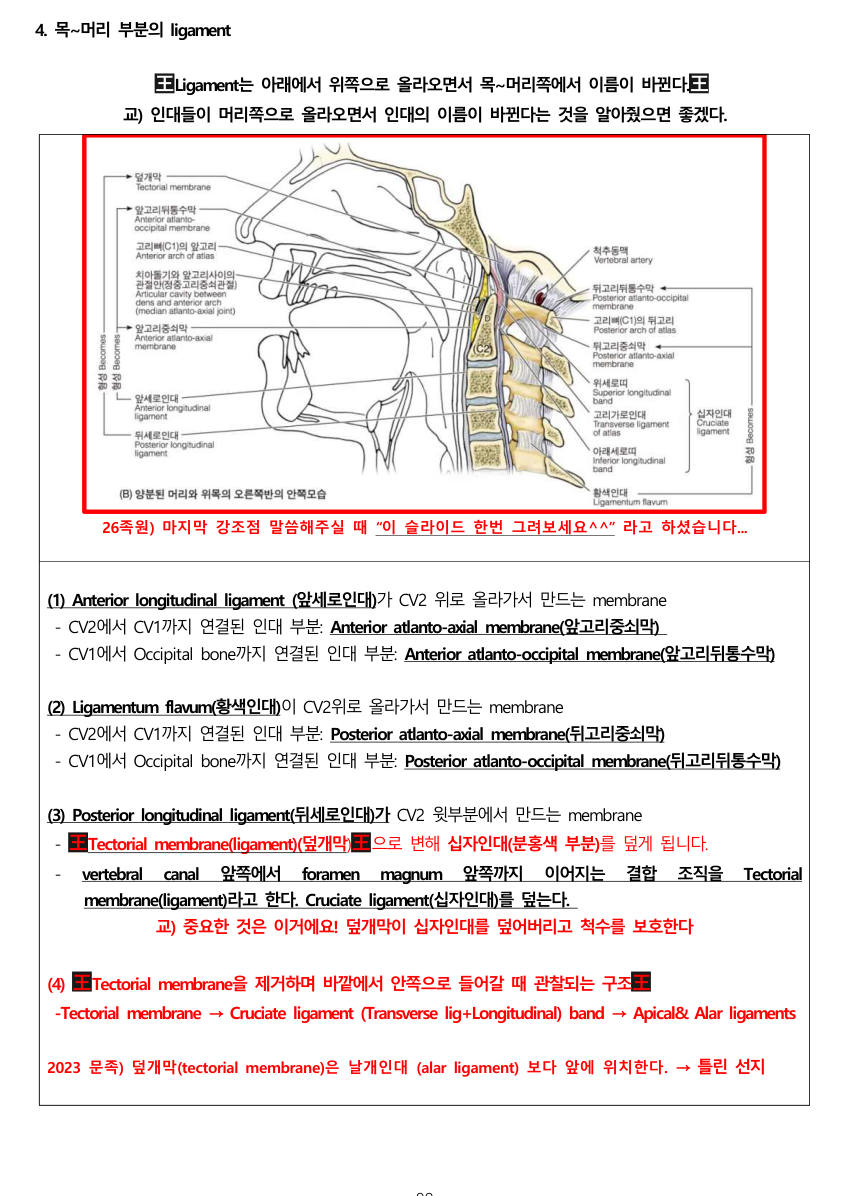 4. 목~머리 부분의 ligament
王Ligament는 아래에서 위쪽으로 올라오면서 목~머리쪽에서 이름이 바뀐다.王
교) 인대들이 머리쪽으로 올라오면서 인대의 이름이 바뀐다는 것을 알아줬으면 좋겠다.
덮개막
Tectorial membrane
앞고리뒤통수막
Anterior atlanto-
occipital membrane
고리뼈(C1)의 앞고리
Anterior arch of atlas
치아돌기와 앞고리사이의
관절안(정중고리중쇠관절)
Articular cavity between
dens and anterior arch
(median atlanto-axial joint)
앞고리중쇠막
Anterior atlanto-axial
membrane
형성 Becomes
형성 Becomes
앞세로인대
Anterior longitudinal
ligament
뒤세로인대
Posterior longitudinal
ligament
D
(C2)
척추동맥
Vertebral artery
뒤고리뒤통수막
Posterior atlanto-occipital
membrane
고리뼈(C1)의 뒤고리
Posterior arch of atlas
뒤고리중쇠막
Posterior atlanto-axial
membrane
위세로띠
Superior longitudinal
band
고리가로인대
Transverse ligament
of atlas
아래세로띠
Inferior longitudinal
band
십자인대
Cruciate
ligament
형성 Becomes
황색인대
Ligamentum flavum
(B) 양분된 머리와 위목의 오른쪽반의 안쪽모습
26족원) 마지막 강조점 말씀해주실 때 “이 슬라이드 한번 그려보세요^^” 라고 하셨습니다...
(1) Anterior longitudinal ligament (앞세로인대)가 CV2 위로 올라가서 만드는 membrane
- CV2에서 CV1까지 연결된 인대 부분: Anterior atlanto-axial membrane(앞고리중쇠막)
- CV1에서 Occipital bone까지 연결된 인대 부분: Anterior atlanto-occipital membrane(앞고리뒤통수막)
(2) Ligamentum flavum(황색인대)이 CV2위로 올라가서 만드는 membrane
- CV2에서 CV1까지 연결된 인대 부분: Posterior atlanto-axial membrane(뒤고리중쇠막)
- CV1에서 Occipital bone까지 연결된 인대 부분: Posterior atlanto-occipital membrane(뒤고리뒤통수막)
(3) Posterior longitudinal ligament(뒤세로인대)가 CV2 윗부분에서 만드는 membrane
- 王Tectorial membrane(ligament)(덮개막)王으로 변해 십자인대(분홍색 부분)를 덮게 됩니다.
- vertebral canal 앞쪽에서 foramen magnum 앞쪽까지 이어지는 결합 조직을 Tectorial
membrane(ligament)라고 한다. Cruciate ligament(십자인대)를 덮는다.
교) 중요한 것은 이거에요! 덮개막이 십자인대를 덮어버리고 척수를 보호한다
(4) 王Tectorial membrane을 제거하며 바깥에서 안쪽으로 들어갈 때 관찰되는 구조王
-Tectorial membrane → Cruciate ligament (Transverse lig+Longitudinal) band → Apical& Alar ligaments
2023 문족) 덮개막(tectorial membrane)은 날개인대 (alar ligament) 보다 앞에 위치한다. → 틀린 선지